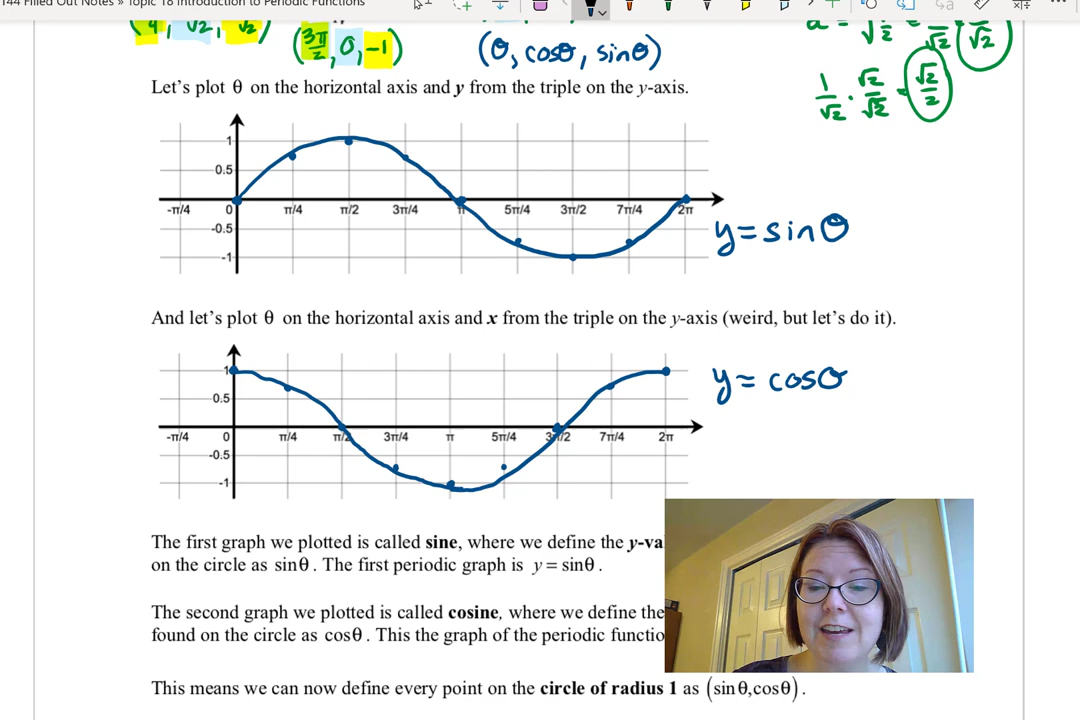 144 Filled Out Notes » Topic 10 Introduction to Periodic Functions
(3π/2, 0, -1) (θ, cosθ, sinθ)
1/√2 · √2/√2 = √2/2
Let's plot θ on the horizontal axis and y from the triple on the y-axis.
1
0.5
-π/4 0 π/4 π/2 3π/4 π 5π/4 3π/2 7π/4 2π
-0.5
-1
y=sinθ
And let's plot θ on the horizontal axis and x from the triple on the y-axis (weird, but let's do it).
1
y= cosθ
0.5
-π/4 0 π/4 π/2 3π/4 π 5π/4 3π/2 7π/4 2π
-0.5
-1
The first graph we plotted is called sine, where we define the y-va
on the circle as sinθ. The first periodic graph is y = sinθ.
The second graph we plotted is called cosine, where we define the
found on the circle as cosθ. This the graph of the periodic functio
This means we can now define every point on the circle of radius 1 as (sinθ,cosθ).